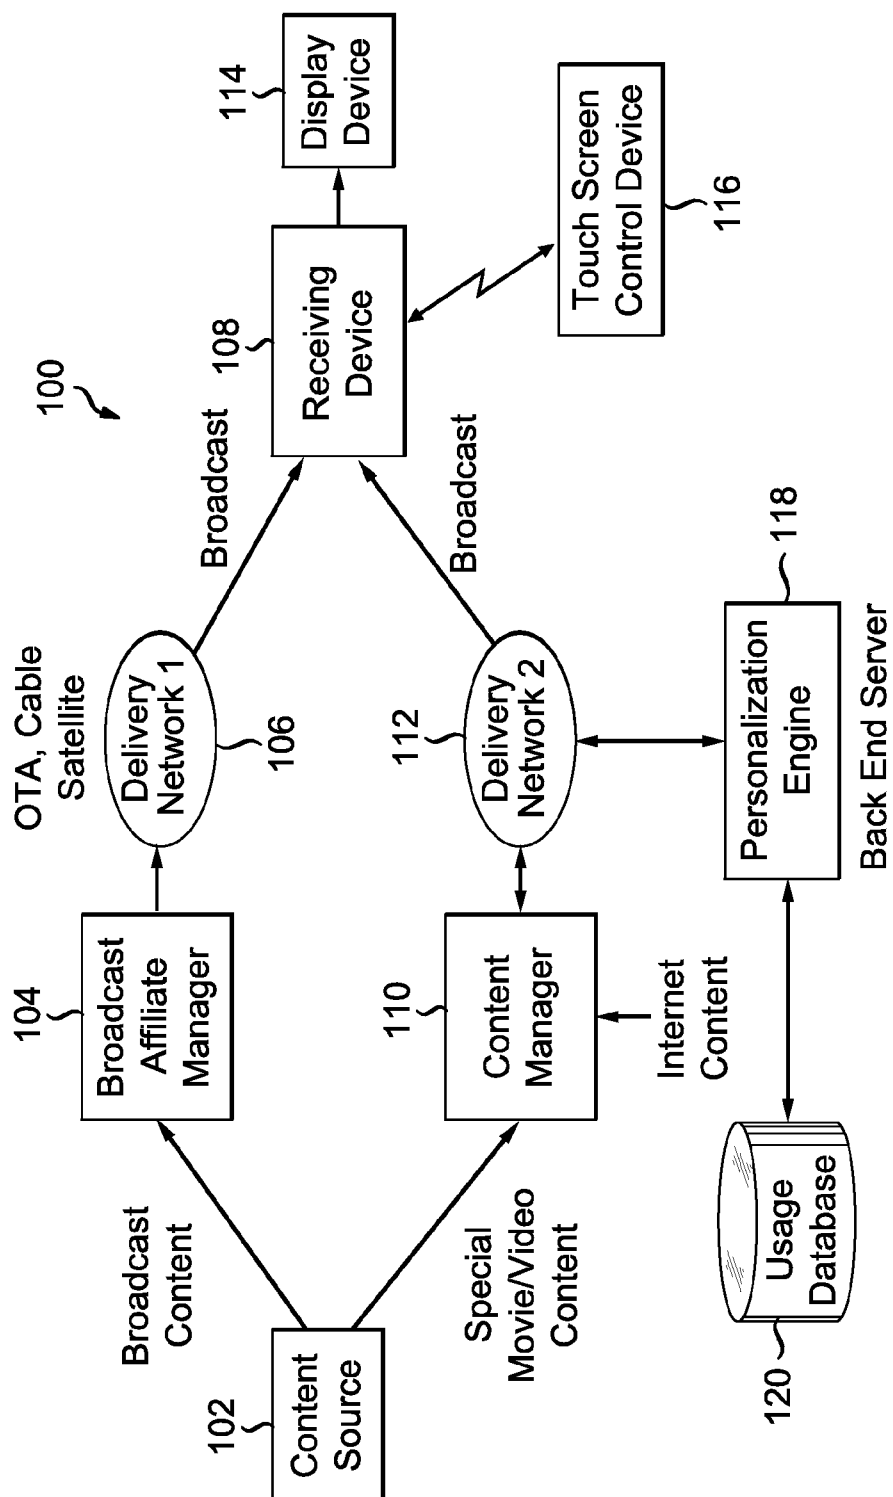 100
Content
Source
102
Broadcast
Content
Special
Movie/Video
Content
104
Broadcast
Affiliate
Manager
110
Content
Manager
Internet
Content
OTA, Cable
Satellite
Delivery
Network 1
106
112
Delivery
Network 2
Broadcast
Broadcast
108
Receiving
Device
114
Display
Device
Touch Screen
Control Device
116
118
Personalization
Engine
Back End Server
Usage
Database
120